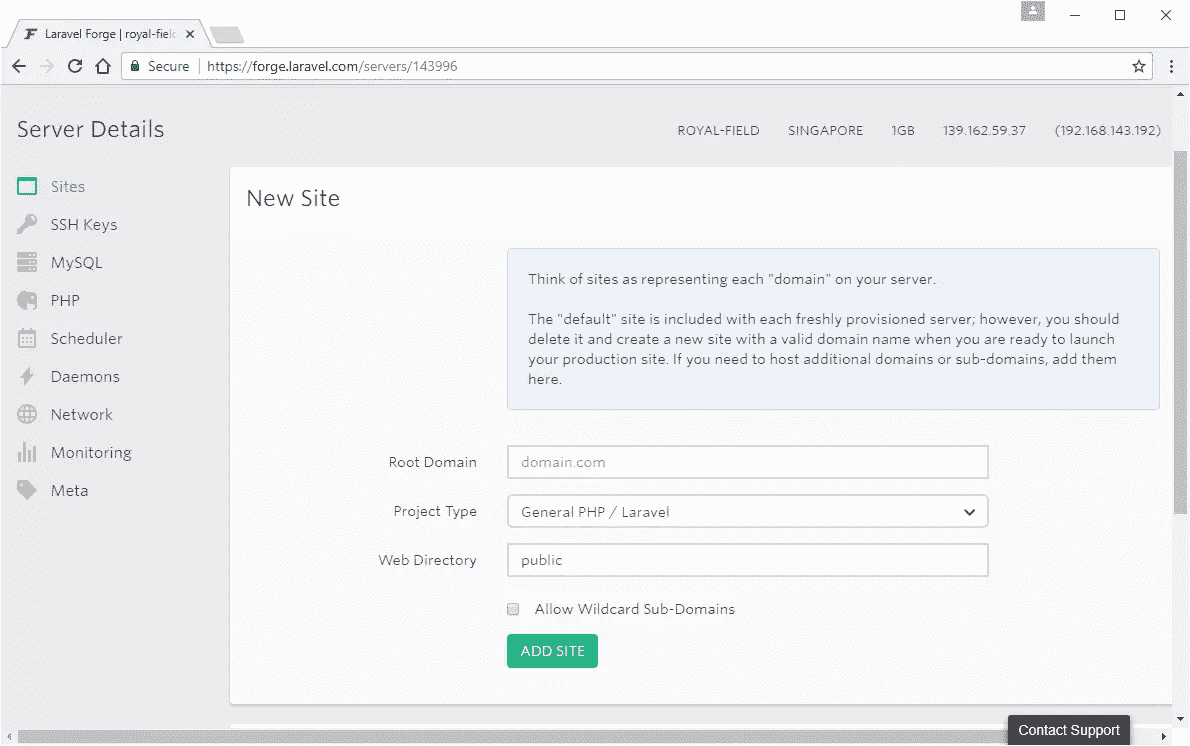 Laravel Forge | royal-fielc
Secure
https://forge.laravel.com/servers/143996
Server Details
ROYAL-FIELD
SINGAPORE
1GB
139.162.59.37
(192.168.143.192)
Sites
SSH Keys
MySQL
PHP
Scheduler
Daemons
Network
Monitoring
Meta
New Site
Think of sites as representing each "domain" on your server.
The "default" site is included with each freshly provisioned server; however, you should
delete it and create a new site with a valid domain name when you are ready to launch
your production site. If you need to host additional domains or sub-domains, add them
here.
Root Domain
domain.com
Project Type
General PHP / Laravel
Web Directory
public
Allow Wildcard Sub-Domains
ADD SITE
Contact Support